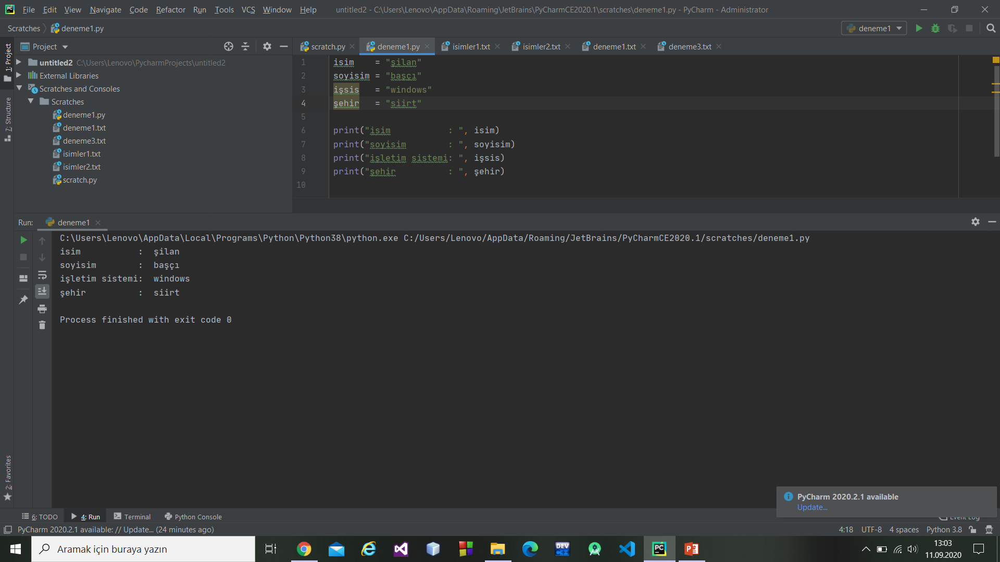 File Edit View Navigate Code Refactor Run Tools VCS Window Help untitled2 - C:\Users\Lenovo\AppData\Roaming\JetBrains\PyCharmCE2020.1\scratches\deneme1.py - PyCharm - Administrator
Scratches deneme1.py deneme1
Project scratch.py deneme1.py isimler1.txt isimler2.txt deneme1.txt deneme3.txt
1: Project
7: Structure
2: Favorites
untitled2 C:\Users\Lenovo\PycharmProjects\untitled2
External Libraries
Scratches and Consoles
Scratches
deneme1.py
deneme1.txt
deneme3.txt
isimler1.txt
isimler2.txt
scratch.py
1 isim    = "şilan"
2 soyisim = "başçı"
3 işsis   = "windows"
4 şehir   = "siirt"
5
6 print("isim           : ", isim)
7 print("soyisim        : ", soyisim)
8 print("işletim sistemi: ", işsis)
9 print("şehir          : ", şehir)
10
Run: deneme1
C:\Users\Lenovo\AppData\Local\Programs\Python\Python38\python.exe C:/Users/Lenovo/AppData/Roaming/JetBrains/PyCharmCE2020.1/scratches/deneme1.py
isim           :  şilan
soyisim        :  başçı
işletim sistemi:  windows
şehir          :  siirt
Process finished with exit code 0
PyCharm 2020.2.1 available
Update...
6: TODO 4: Run Terminal Python Console Event Log
PyCharm 2020.2.1 available: // Update... (24 minutes ago) 4:18 UTF-8 4 spaces Python 3.8
Aramak için buraya yazın
DEV C++
PC
13:03
11.09.2020